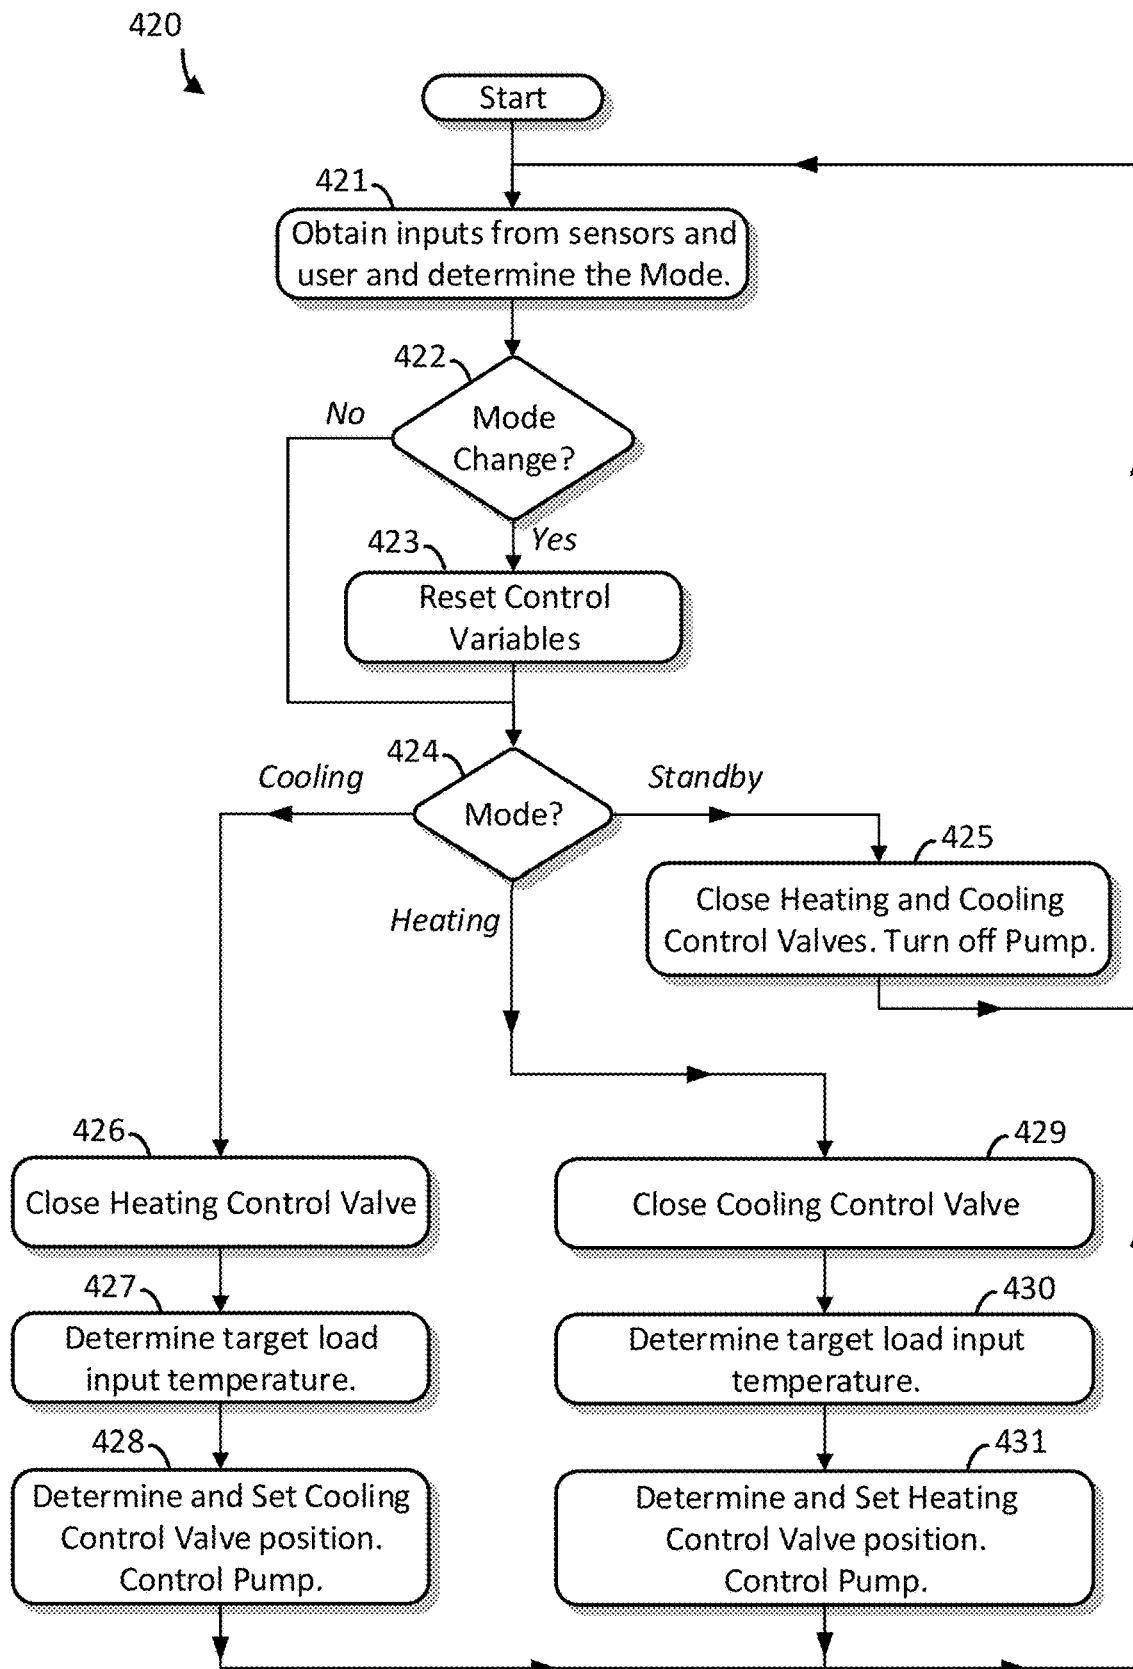 420
Start
421
Obtain inputs from sensors and
user and determine the Mode.
422
No
Mode
Change?
Yes
423
Reset Control
Variables
424
Cooling
Standby
Mode?
425
Close Heating and Cooling
Control Valves. Turn off Pump.
Heating
426
Close Heating Control Valve
427
Determine target load
input temperature.
428
Determine and Set Cooling
Control Valve position.
Control Pump.
429
Close Cooling Control Valve
430
Determine target load input
temperature.
431
Determine and Set Heating
Control Valve position.
Control Pump.